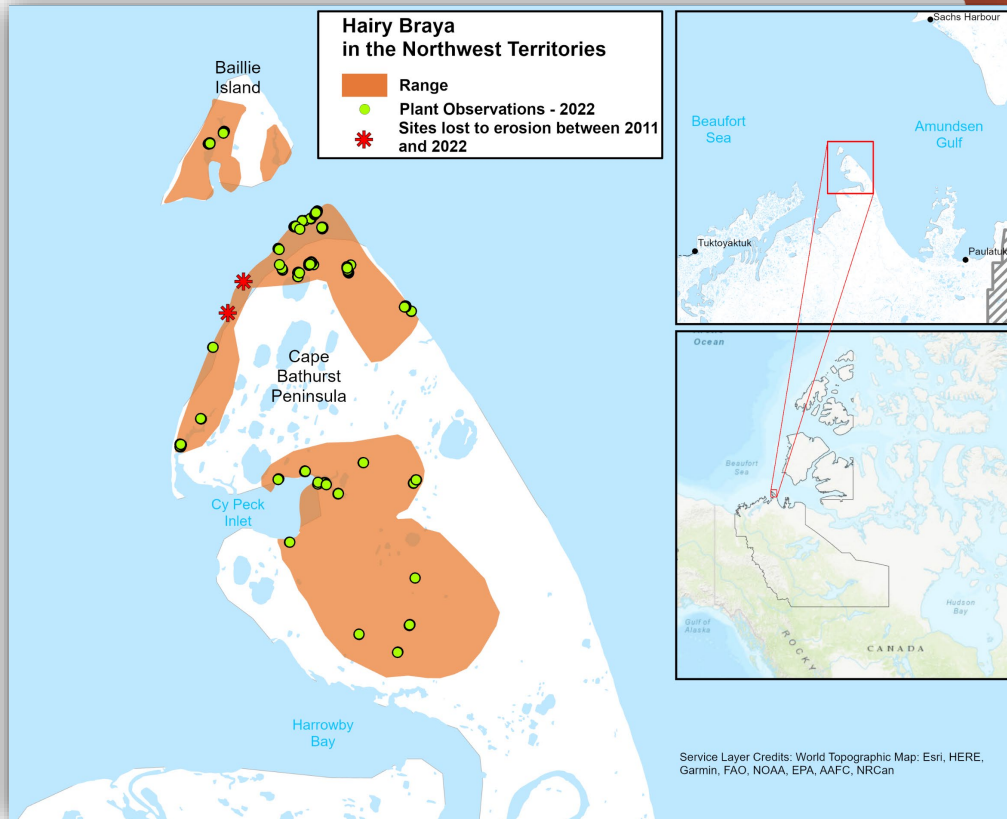 Hairy Braya
in the Northwest Territories
Range
Plant Observations - 2022
Sites lost to erosion between 2011
and 2022
Baillie
Island
Cape
Bathurst
Peninsula
Cy Peck
Inlet
Harrowby
Bay
Sachs Harbour
Beaufort
Sea
Amundsen
Gulf
Tuktoyaktuk
Paulatuk
Ocean
Beaufort
Sea
Gulf of
Alaska
ROCKY
CANADA
Hudson
Bay
Service Layer Credits: World Topographic Map: Esri, HERE,
Garmin, FAO, NOAA, EPA, AAFC, NRCan